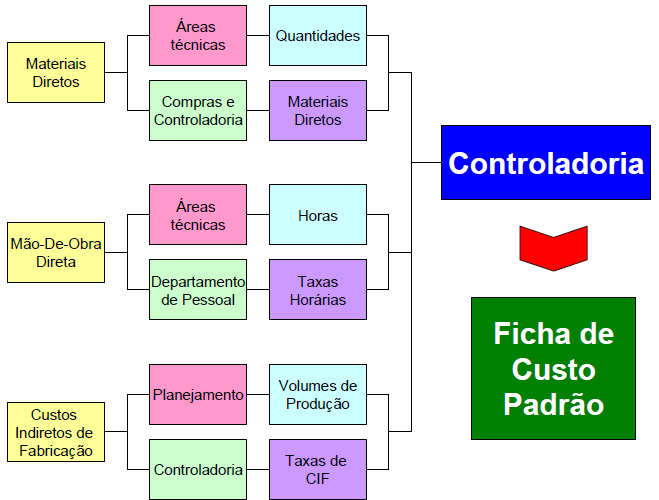 Materiais
Diretos
Áreas
técnicas
Quantidades
Compras e
Controladoria
Materiais
Diretos
Mão-De-Obra
Direta
Áreas
técnicas
Horas
Departamento
de Pessoal
Taxas
Horárias
Custos
Indiretos de
Fabricação
Planejamento
Volumes de
Produção
Controladoria
Taxas de
CIF
Controladoria
Ficha de
Custo
Padrão